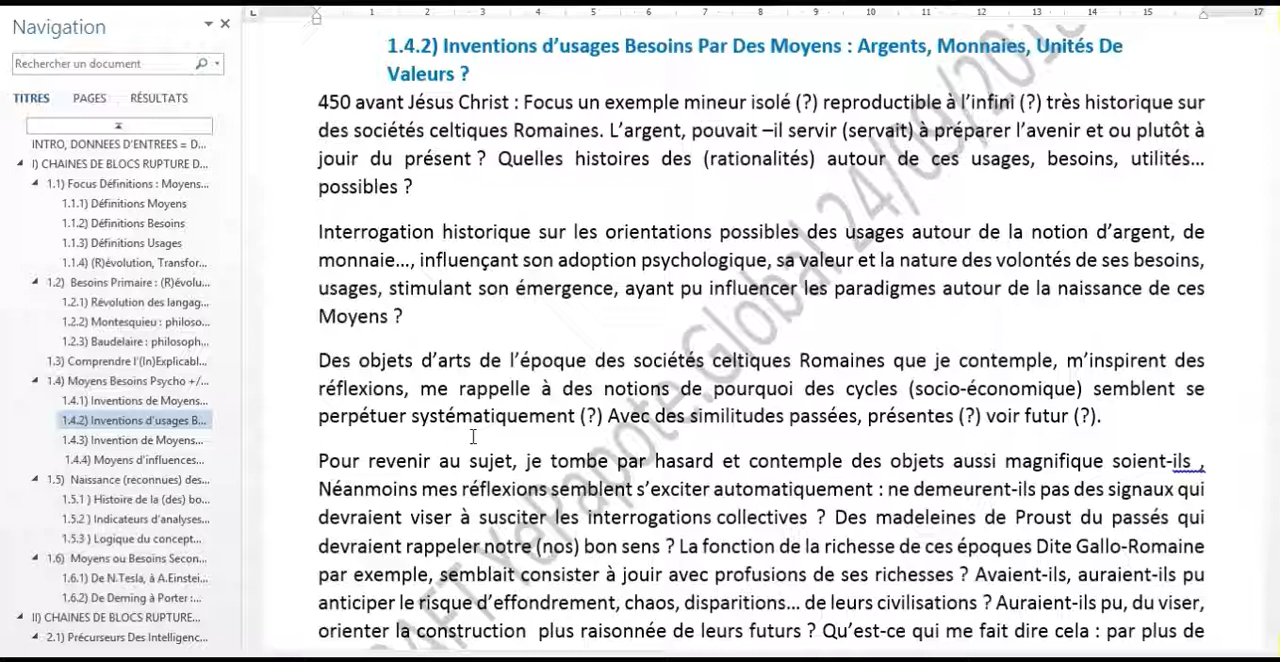 Navigation
Rechercher un document
TITRES PAGES RÉSULTATS
INTRO, DONNEES D'ENTREES = D...
I) CHAINES DE BLOCS RUPTURE D...
1.1) Focus Définitions : Moyens...
1.1.1) Définitions Moyens
1.1.2) Définitions Besoins
1.1.3) Définitions Usages
1.1.4) (R)évolution, Transfor...
1.2) Besoins Primaire : (R)évolu...
1.2.1) Révolution des langag...
1.2.2) Montesquieu : philoso...
1.2.3) Baudelaire : philosoph...
1.3) Comprendre l'(In)Explicabl...
1.4) Moyens Besoins Psycho +/...
1.4.1) Inventions de Moyens...
1.4.2) Inventions d'usages B...
1.4.3) Invention de Moyens...
1.4.4) Moyens d'influences...
1.5) Naissance (reconnues) des...
1.5.1 ) Histoire de la (des) bo...
1.5.2 ) Indicateurs d'analyses...
1.5.3 ) Logique du concept...
1.6) Moyens ou Besoins Secon...
1.6.1) De N.Tesla, à A.Einstei...
1.6.2) De Deming à Porter :...
II) CHAINES DE BLOCS RUPTURE...
2.1) Précurseurs Des Intelligenc...
1 2 3 4 5 6 7 8 9 10 11 12 13 14 15 17
1.4.2) Inventions d'usages Besoins Par Des Moyens : Argents, Monnaies, Unités De
Valeurs ?
450 avant Jésus Christ : Focus un exemple mineur isolé (?) reproductible à l'infini (?) très historique sur
des sociétés celtiques Romaines. L'argent, pouvait –il servir (servait) à préparer l'avenir et ou plutôt à
jouir du présent ? Quelles histoires des (rationalités) autour de ces usages, besoins, utilités...
possibles ?
Interrogation historique sur les orientations possibles des usages autour de la notion d'argent, de
monnaie..., influençant son adoption psychologique, sa valeur et la nature des volontés de ses besoins,
usages, stimulant son émergence, ayant pu influencer les paradigmes autour de la naissance de ces
Moyens ?
Des objets d'arts de l'époque des sociétés celtiques Romaines que je contemple, m'inspirent des
réflexions, me rappelle à des notions de pourquoi des cycles (socio-économique) semblent se
perpétuer systématiquement (?) Avec des similitudes passées, présentes (?) voir futur (?).
Pour revenir au sujet, je tombe par hasard et contemple des objets aussi magnifique soient-ils ,
Néanmoins mes réflexions semblent s'exciter automatiquement : ne demeurent-ils pas des signaux qui
devraient viser à susciter les interrogations collectives ? Des madeleines de Proust du passés qui
devraient rappeler notre (nos) bon sens ? La fonction de la richesse de ces époques Dite Gallo-Romaine
par exemple, semblait consister à jouir avec profusions de ses richesses ? Avaient-ils, auraient-ils pu
anticiper le risque d'effondrement, chaos, disparitions... de leurs civilisations ? Auraient-ils pu, du viser,
orienter la construction plus raisonnée de leurs futurs ? Qu'est-ce qui me fait dire cela : par plus de